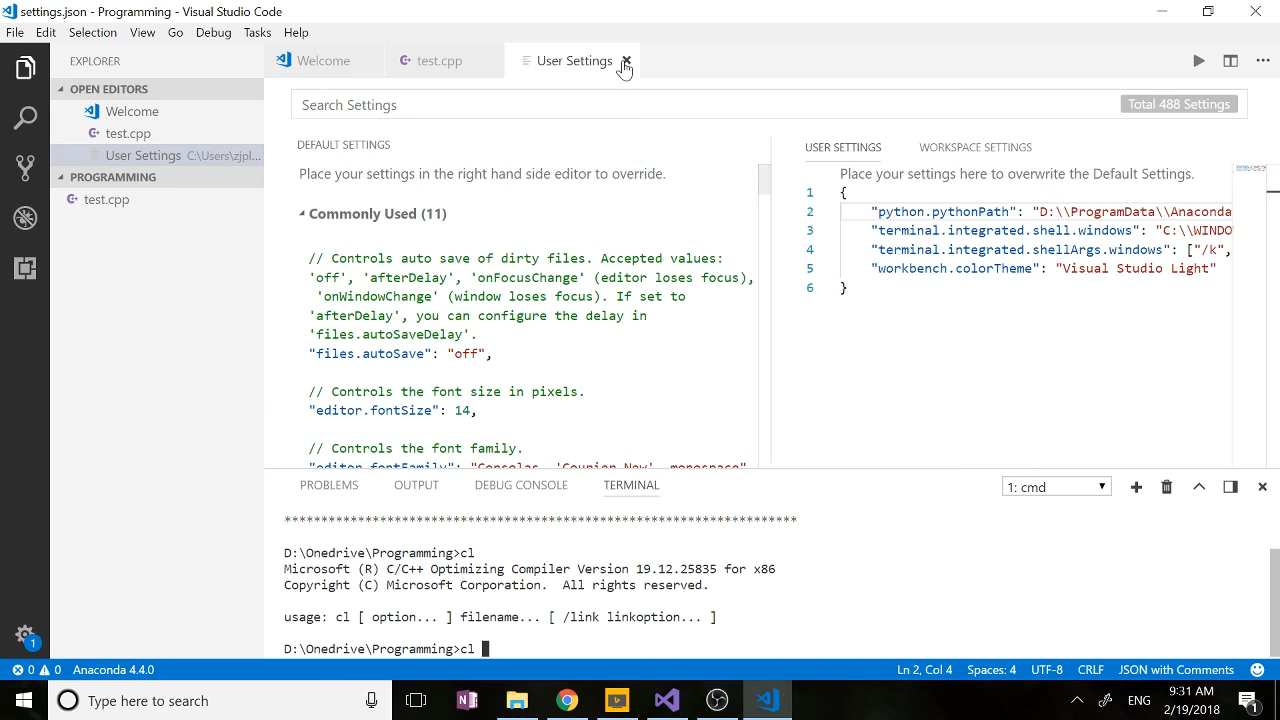 settings.json - Programming - Visual Studio Code
File Edit Selection View Go Debug Tasks Help
EXPLORER
OPEN EDITORS
Welcome
test.cpp
User Settings C:\Users\zjpl...
PROGRAMMING
test.cpp
Welcome test.cpp User Settings
Search Settings Total 488 Settings
DEFAULT SETTINGS
Place your settings in the right hand side editor to override.
Commonly Used (11)
// Controls auto save of dirty files. Accepted values:
'off', 'afterDelay', 'onFocusChange' (editor loses focus),
'onWindowChange' (window loses focus). If set to
'afterDelay', you can configure the delay in
'files.autoSaveDelay'.
"files.autoSave": "off",
// Controls the font size in pixels.
"editor.fontSize": 14,
// Controls the font family.
"editor.fontFamily": "Consolas, 'Courier New', monospace"
USER SETTINGS WORKSPACE SETTINGS
Place your settings here to overwrite the Default Settings.
1 {
2 "python.pythonPath": "D:\\ProgramData\\Anaconda
3 "terminal.integrated.shell.windows": "C:\\WINDO
4 "terminal.integrated.shellArgs.windows": ["/k",
5 "workbench.colorTheme": "Visual Studio Light"
6 }
PROBLEMS OUTPUT DEBUG CONSOLE TERMINAL 1: cmd
**********************************************************************
D:\Onedrive\Programming>cl
Microsoft (R) C/C++ Optimizing Compiler Version 19.12.25835 for x86
Copyright (C) Microsoft Corporation. All rights reserved.
usage: cl [ option... ] filename... [ /link linkoption... ]
D:\Onedrive\Programming>cl
1
0 0 Anaconda 4.4.0 Ln 2, Col 4 Spaces: 4 UTF-8 CRLF JSON with Comments
Type here to search ENG 9:31 AM
2/19/2018 1